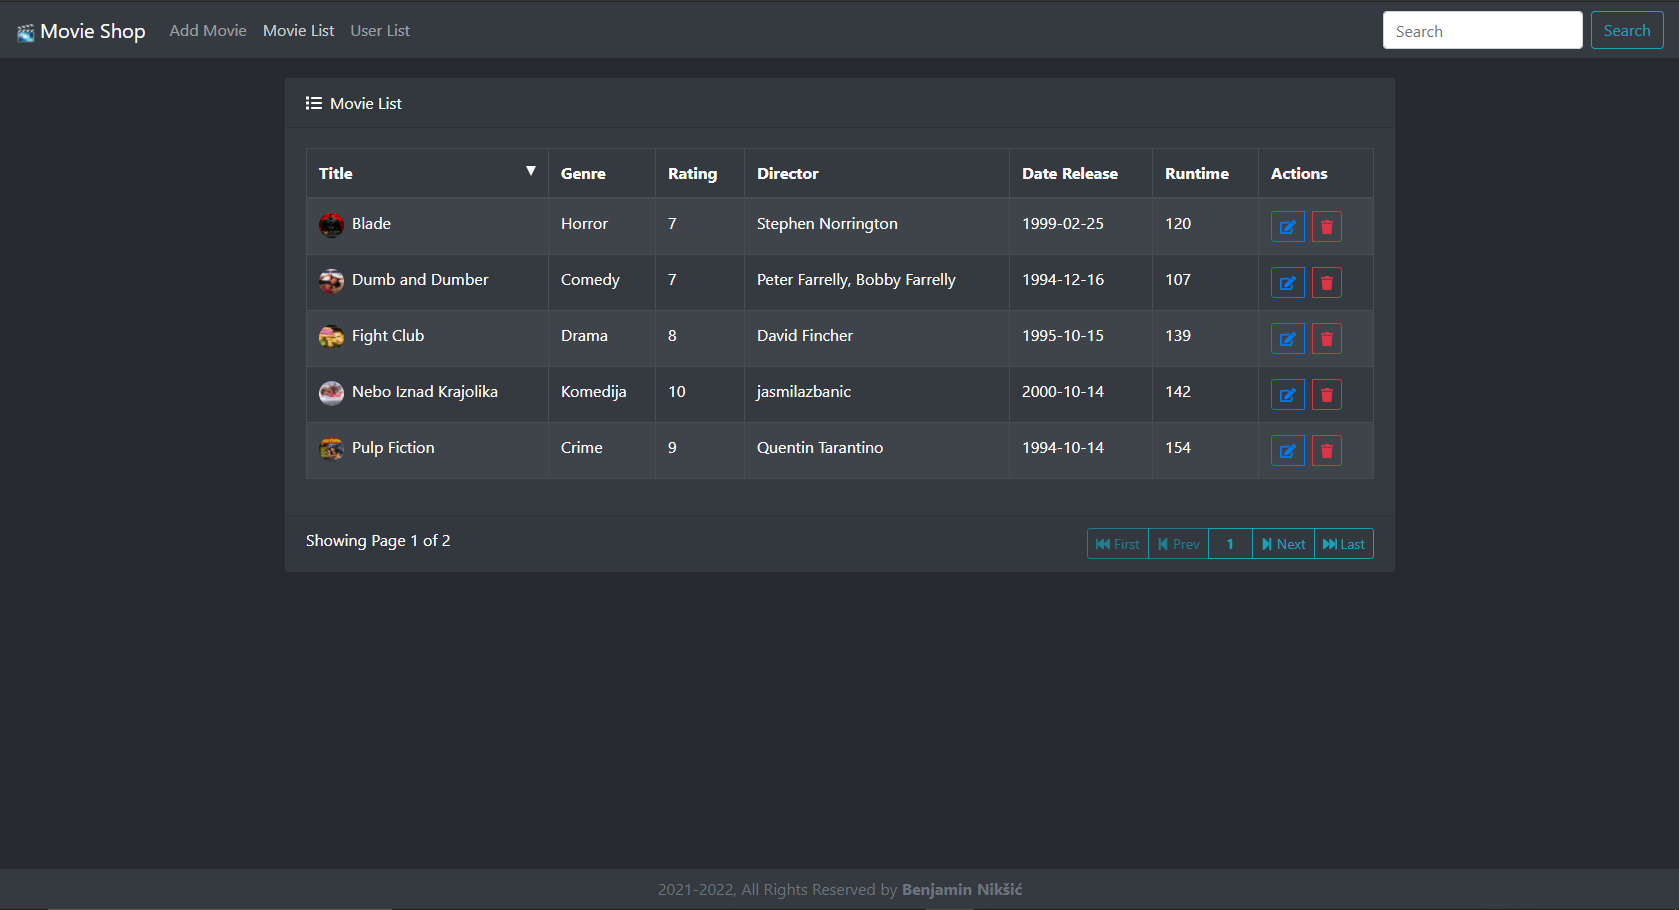 Movie Shop Add Movie Movie List User List Search Search
Movie List
Title ▼ Genre Rating Director Date Release Runtime Actions
Blade Horror 7 Stephen Norrington 1999-02-25 120
Dumb and Dumber Comedy 7 Peter Farrelly, Bobby Farrelly 1994-12-16 107
Fight Club Drama 8 David Fincher 1995-10-15 139
Nebo Iznad Krajolika Komedija 10 jasmilazbanic 2000-10-14 142
Pulp Fiction Crime 9 Quentin Tarantino 1994-10-14 154
Showing Page 1 of 2 First Prev 1 Next Last
2021-2022, All Rights Reserved by Benjamin Nikšić